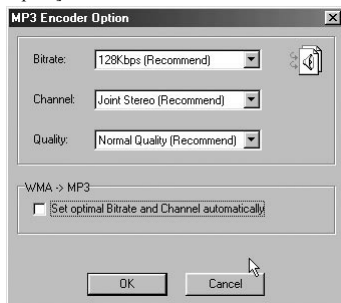 MP3 Encoder Option
Bitrate: 128Kbps (Recommend)
Channel: Joint Stereo (Recommend)
Quality: Normal Quality (Recommend)
WMA -> MP3
Set optimal Bitrate and Channel automatically
OK Cancel